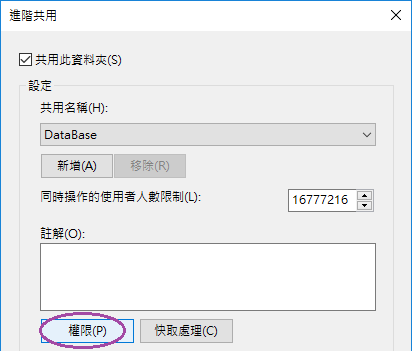 進階共用
共用此資料夾(S)
設定
共用名稱(H):
DataBase
新增(A) 移除(R)
同時操作的使用者人數限制(L): 16777216
註解(O):
權限(P) 快取處理(C)